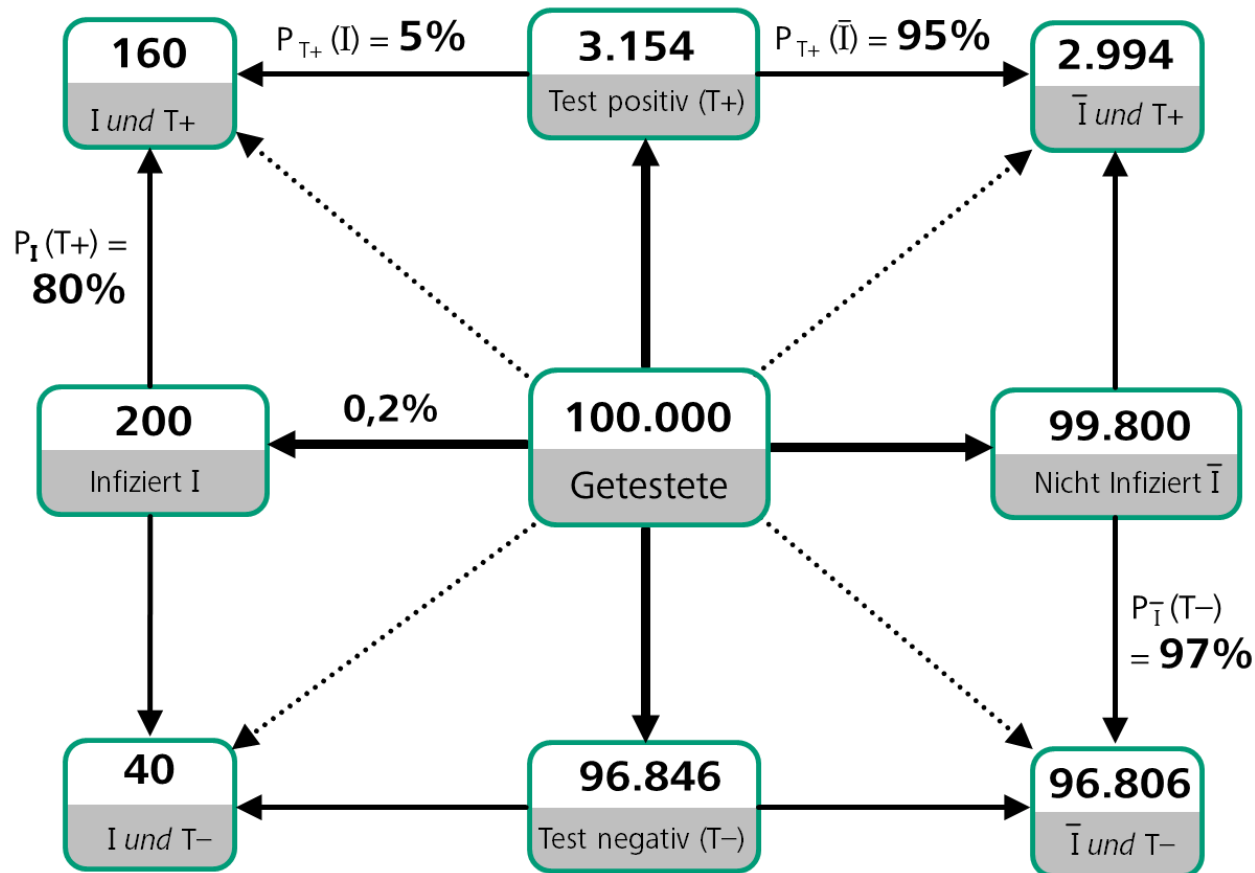 160
I und T+
P T+ (I) = 5%
3.154
Test positiv (T+)
P T+ (Ī) = 95%
2.994
Ī und T+
PI (T+) =
80%
200
Infiziert I
0,2%
100.000
Getestete
99.800
Nicht Infiziert Ī
PĪ (T–)
= 97%
40
I und T–
96.846
Test negativ (T–)
96.806
Ī und T–